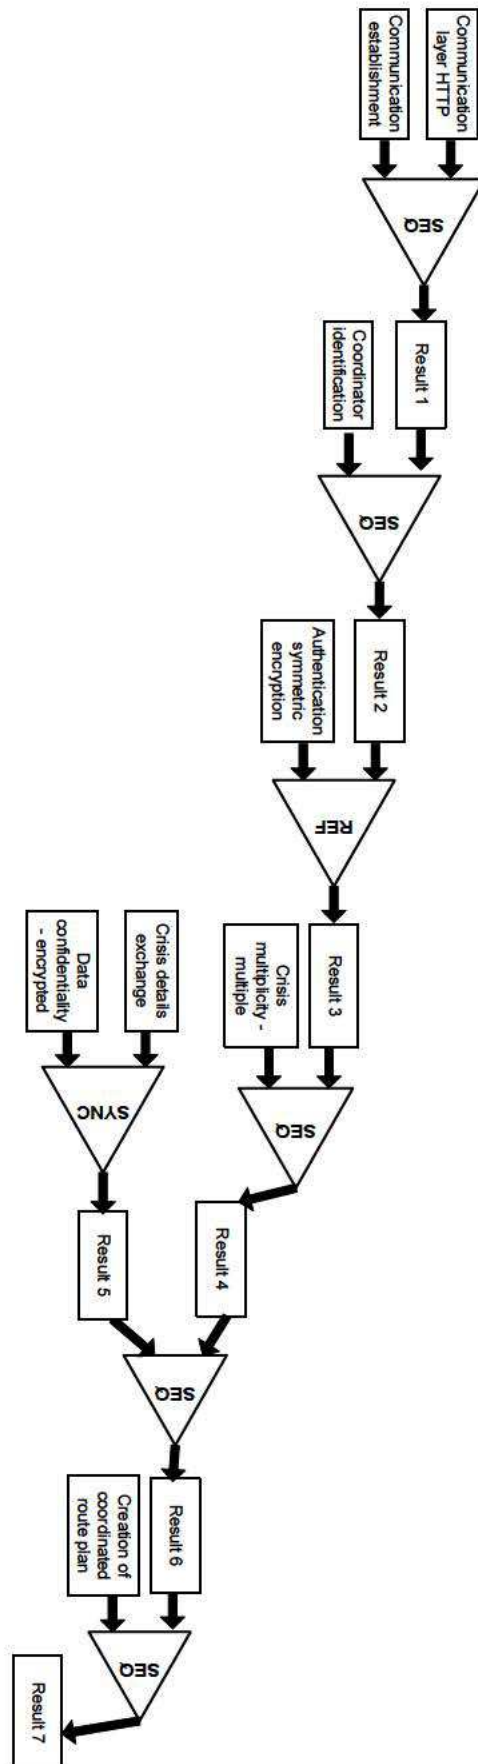 Communication
layer HTTP
Communication
establishment
SEQ
Result 1
Coordinator
identification
SEQ
Result 2
Authentication
symmetric
encryption
REF
Result 3
Crisis
multiplicity -
multiple
SEQ
Crisis details
exchange
Data
confidentiality
- encrypted
SYNC
Result 4
Result 5
SEQ
Result 6
Creation of
coordinated
route plan
SEQ
Result 7